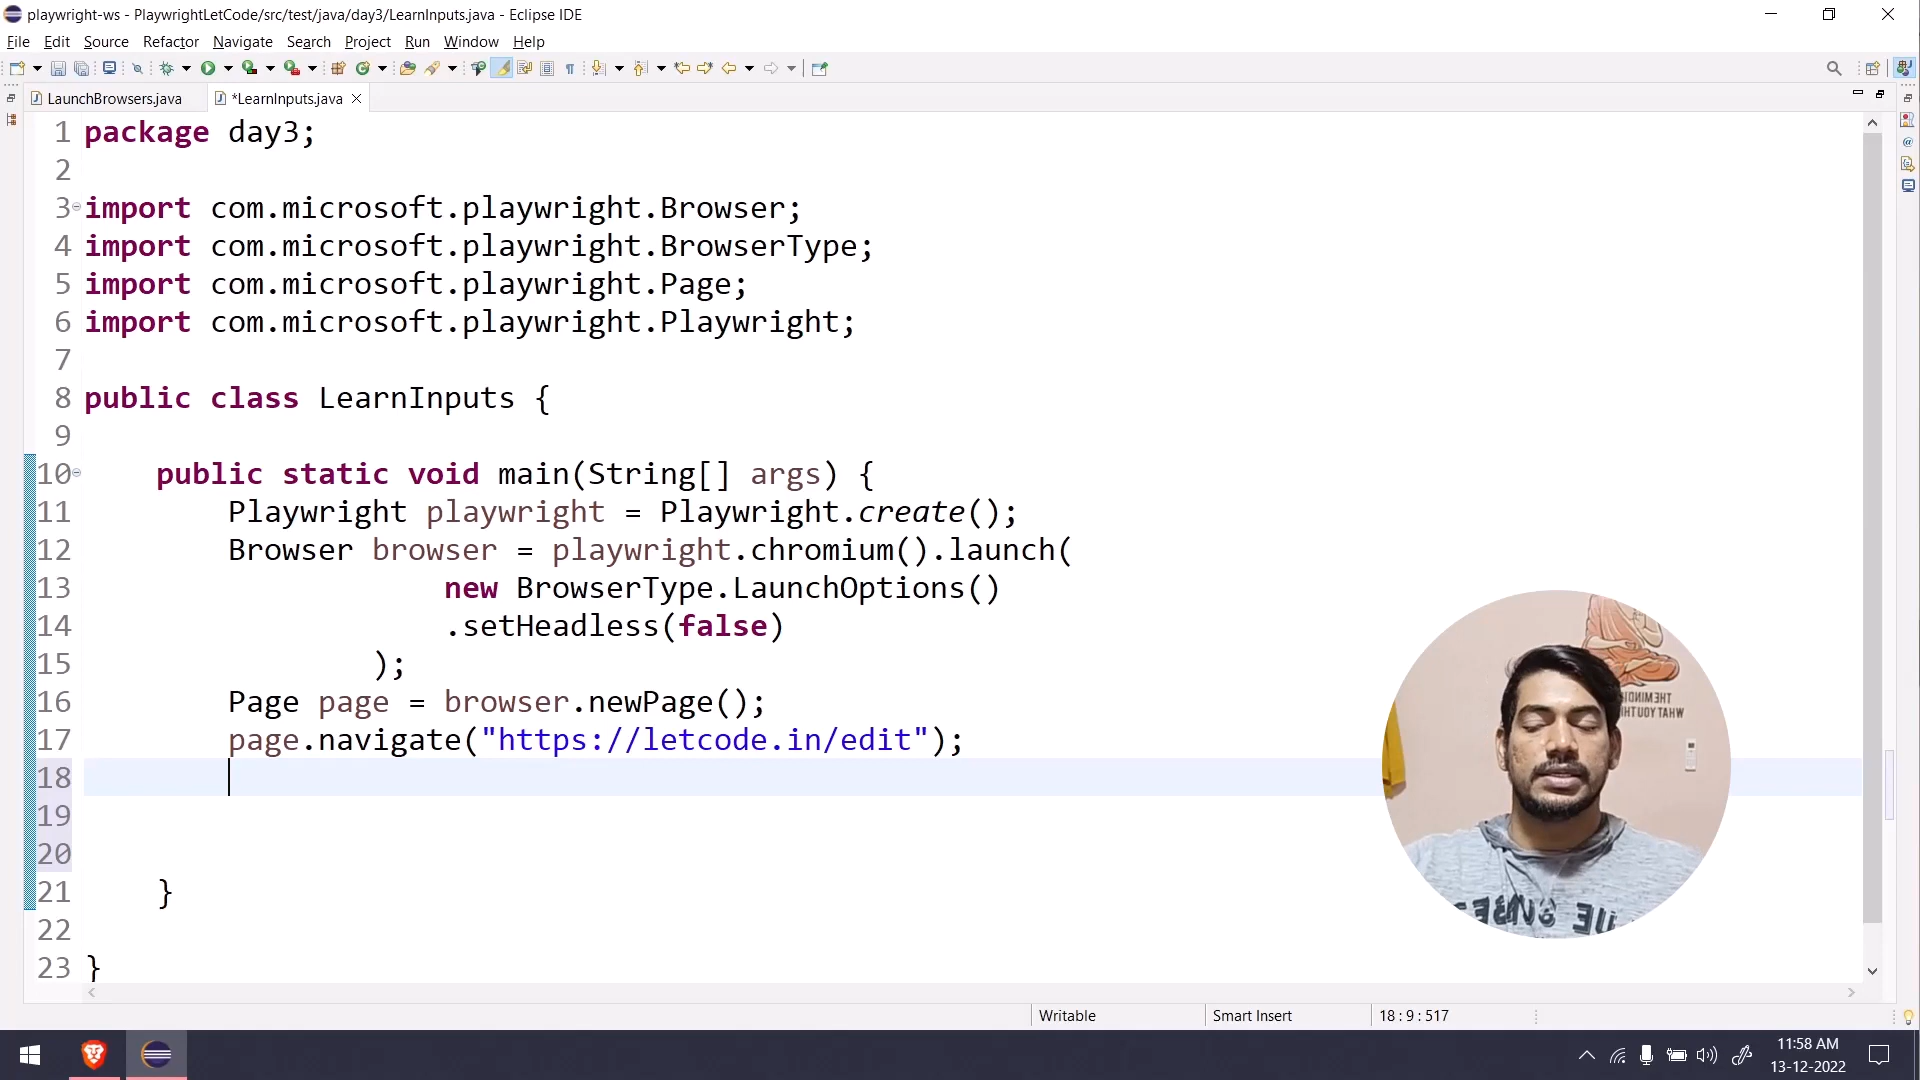 playwright-ws - PlaywrightLetCode/src/test/java/day3/LearnInputs.java - Eclipse IDE
File Edit Source Refactor Navigate Search Project Run Window Help
LaunchBrowsers.java *LearnInputs.java
1 package day3;
2
3 import com.microsoft.playwright.Browser;
4 import com.microsoft.playwright.BrowserType;
5 import com.microsoft.playwright.Page;
6 import com.microsoft.playwright.Playwright;
7
8 public class LearnInputs {
9
10 public static void main(String[] args) {
11 Playwright playwright = Playwright.create();
12 Browser browser = playwright.chromium().launch(
13 new BrowserType.LaunchOptions()
14 .setHeadless(false)
15 );
16 Page page = browser.newPage();
17 page.navigate("https://letcode.in/edit");
18
19
20
21 }
22
23 }
Writable Smart Insert 18 : 9 : 517
11:58 AM
13-12-2022